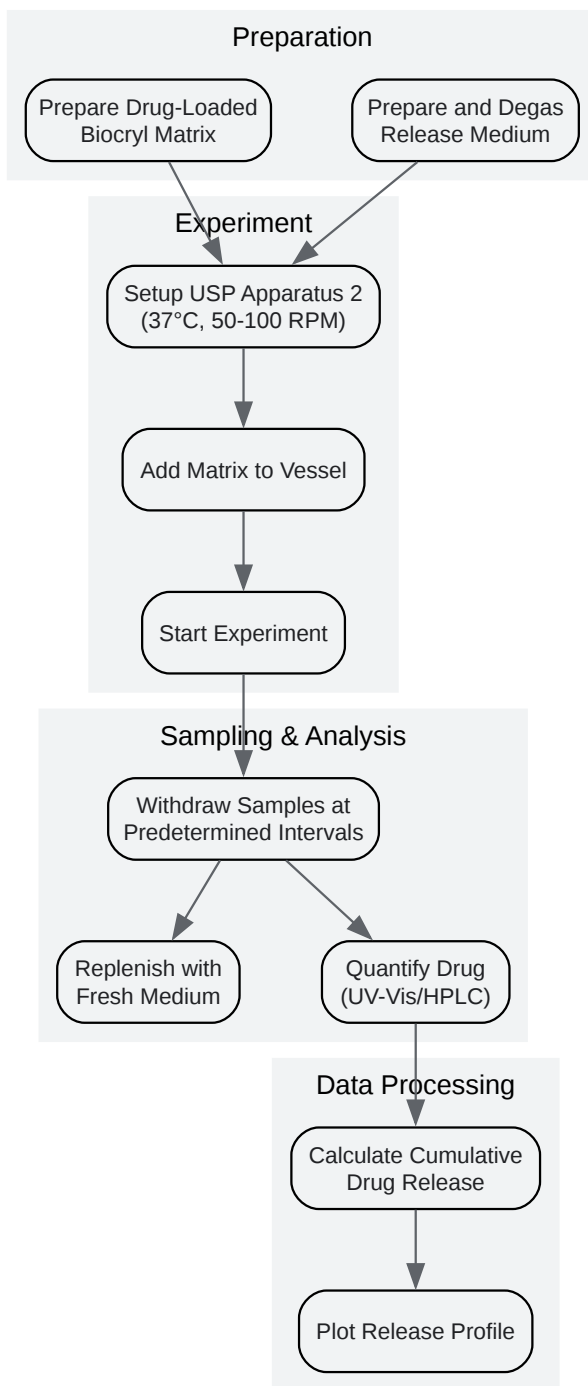 Preparation
Prepare Drug-Loaded
Biocryl Matrix
Prepare and Degas
Release Medium
Experiment
Setup USP Apparatus 2
(37°C, 50-100 RPM)
Add Matrix to Vessel
Start Experiment
Sampling & Analysis
Withdraw Samples at
Predetermined Intervals
Replenish with
Fresh Medium
Quantify Drug
(UV-Vis/HPLC)
Data Processing
Calculate Cumulative
Drug Release
Plot Release Profile